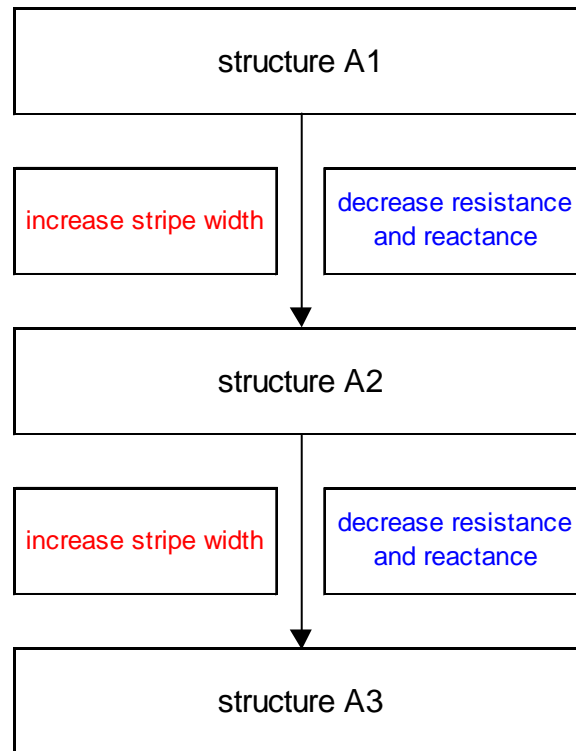 structure A1
increase stripe width
decrease resistance
and reactance
structure A2
increase stripe width
decrease resistance
and reactance
structure A3